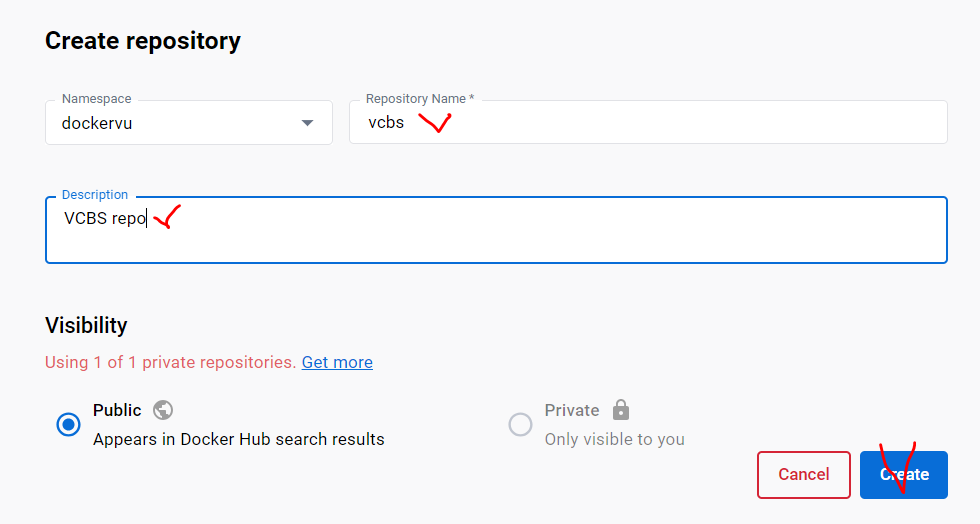 Create repository
Namespace
Repository Name *
dockervu
vcbs
Description
VCBS repo
Visibility
Using 1 of 1 private repositories. Get more
Public
Private
Appears in Docker Hub search results
Only visible to you
Cancel
Create